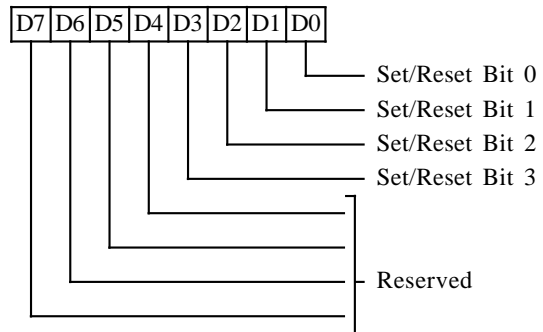 D7 D6 D5 D4 D3 D2 D1 D0
Set/Reset Bit 0
Set/Reset Bit 1
Set/Reset Bit 2
Set/Reset Bit 3
Reserved